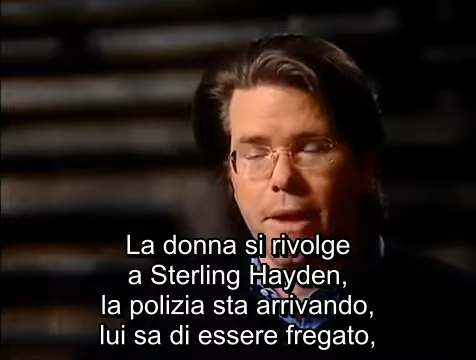 La donna si rivolge
a Sterling Hayden,
la polizia sta arrivando,
lui sa di essere fregato,